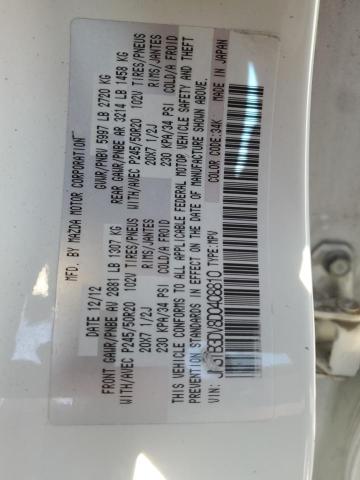 MFD. BY MAZDA MOTOR CORPORATION
DATE 12/12
GVWR/PNBV 5997 LB 2720 KG
FRONT GAWR/PNBE AV 2881 LB 1307 KG
REAR GAWR/PNBE AR 3214 LB 1458 KG
WITH/AVEC P245/50R20 102V TIRES/PNEUS
WITH/AVEC P245/50R20 102V TIRES/PNEUS
20X7 1/2J RIMS/JANTES
20X7 1/2J RIMS/JANTES
230 KPA/34 PSI COLD/A FROID
230 KPA/34 PSI COLD/A FROID
THIS VEHICLE CONFORMS TO ALL APPLICABLE FEDERAL MOTOR VEHICLE SAFETY AND THEFT
PREVENTION STANDARDS IN EFFECT ON THE DATE OF MANUFACTURE SHOWN ABOVE.
VIN: TYPE:MPV COLOR CODE:34K MADE IN JAPAN